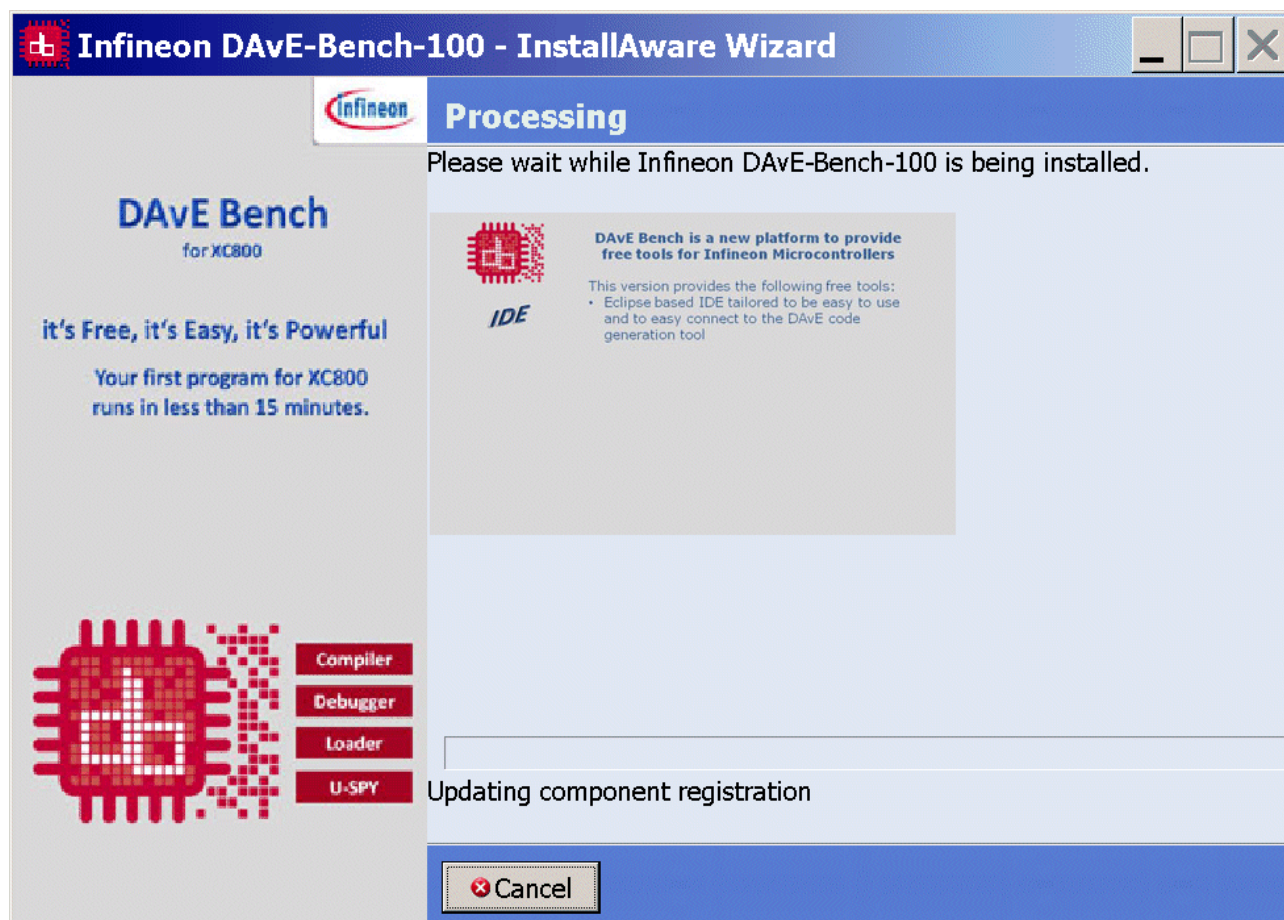 Infineon DAvE-Bench-100 - InstallAware Wizard
infineon
Processing
Please wait while Infineon DAvE-Bench-100 is being installed.
DAvE Bench
for XC800
it's Free, it's Easy, it's Powerful
Your first program for XC800
runs in less than 15 minutes.
DAvE Bench is a new platform to provide
free tools for Infineon Microcontrollers
This version provides the following free tools:
• Eclipse based IDE tailored to be easy to use
and to easy connect to the DAvE code
generation tool
IDE
db
Compiler
Debugger
Loader
U-SPY
Updating component registration
Cancel